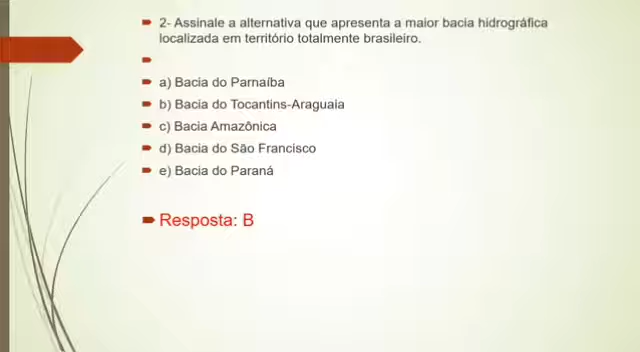 2- Assinale a alternativa que apresenta a maior bacia hidrográfica
localizada em território totalmente brasileiro.
a) Bacia do Parnaíba
b) Bacia do Tocantins-Araguaia
c) Bacia Amazônica
d) Bacia do São Francisco
e) Bacia do Paraná
Resposta: B